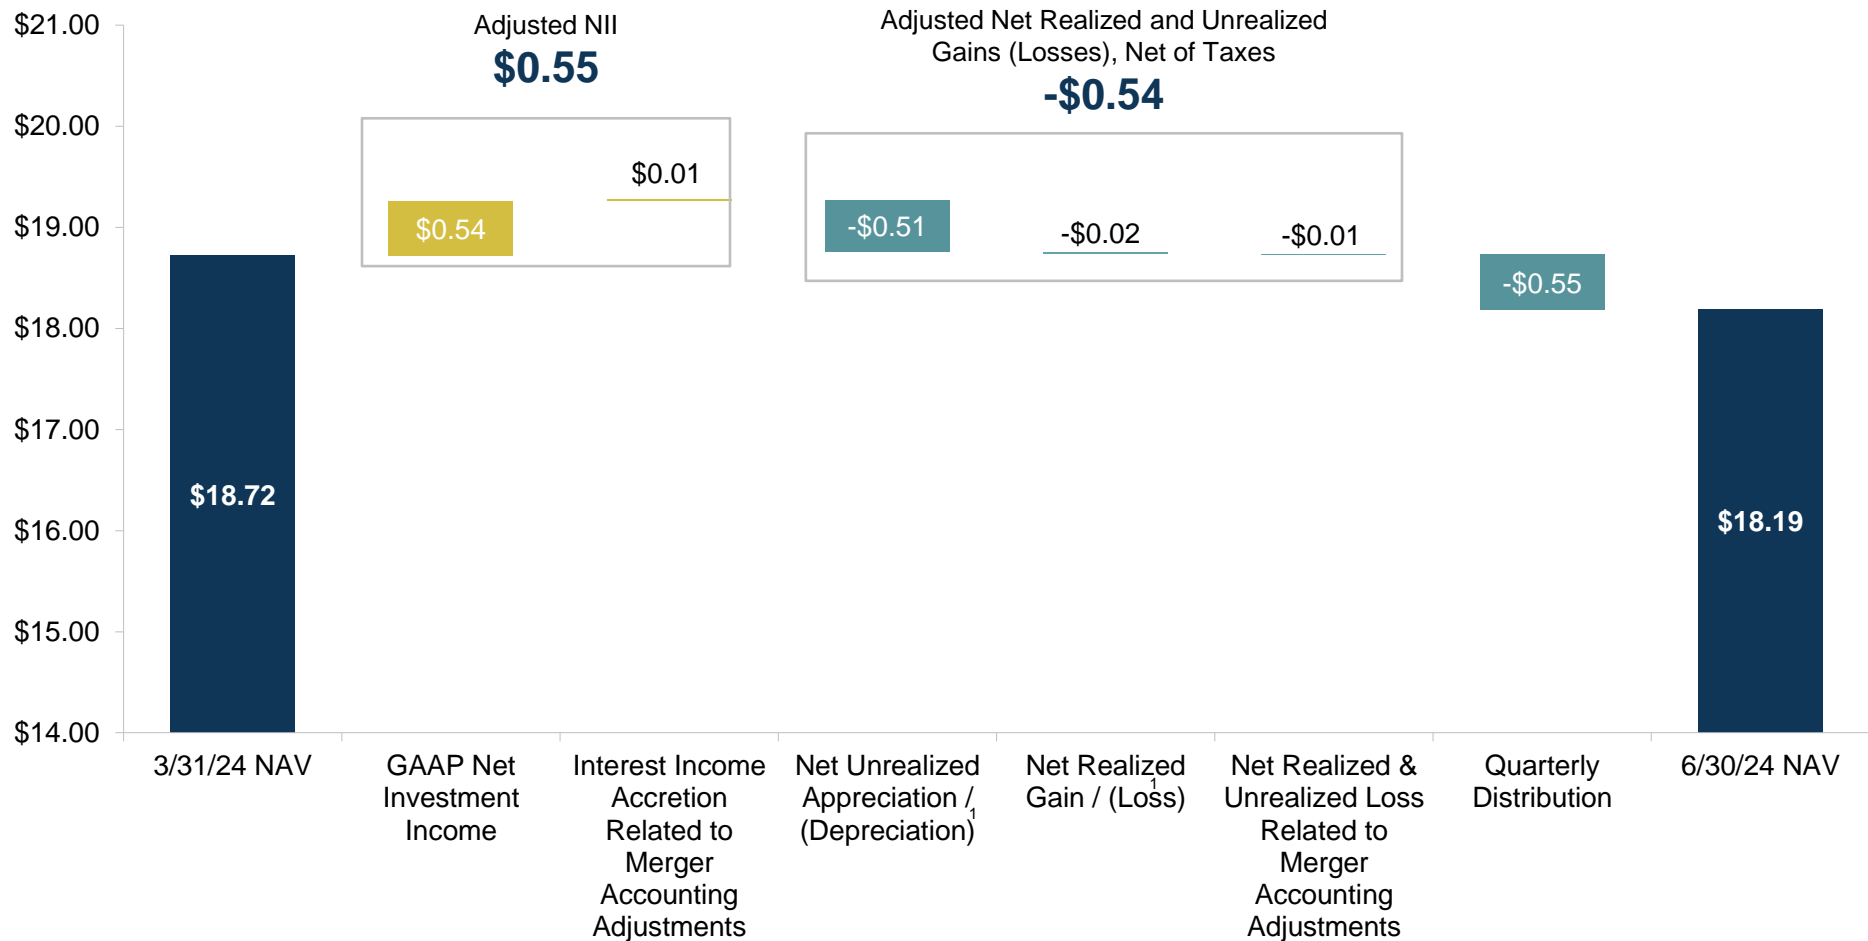 Adjusted NII
$0.55
Adjusted Net Realized and Unrealized
Gains (Losses), Net of Taxes
-$0.54
$21.00
$20.00
$19.00
$18.00
$17.00
$16.00
$15.00
$14.00
$18.72
$0.54
$0.01
-$0.51
-$0.02
-$0.01
-$0.55
$18.19
3/31/24 NAV
GAAP Net
Investment
Income
Interest Income
Accretion
Related to
Merger
Accounting
Adjustments
Net Unrealized
Appreciation /
(Depreciation)1
Net Realized
Gain / (Loss)1
Net Realized &
Unrealized Loss
Related to
Merger
Accounting
Adjustments
Quarterly
Distribution
6/30/24 NAV